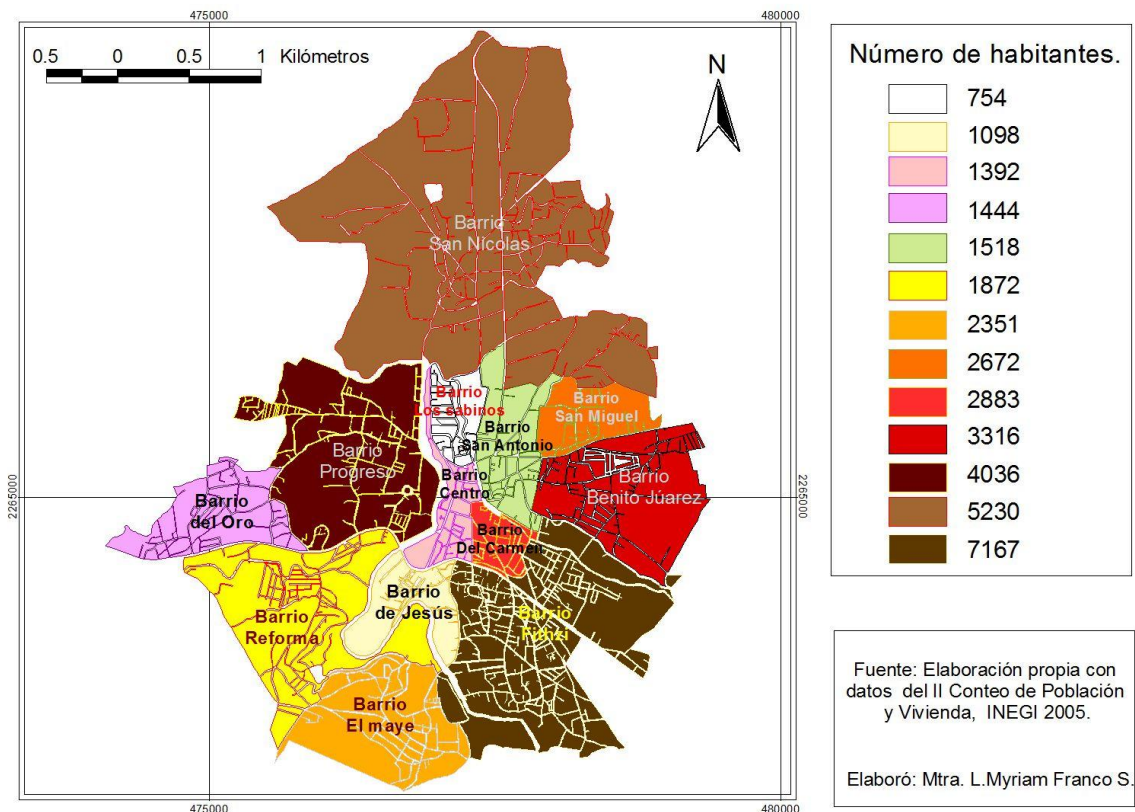 475000
480000
0.5 0 0.5 1 Kilómetros
N
Número de habitantes.
754
1098
1392
1444
1518
1872
2351
2672
2883
3316
4036
5230
7167
Barrio
San Nícolas
Barrio
Los sabinos
Barrio
San Miguel
Barrio
San Antonio
Barrio
Progreso
Barrio
Centro
Barrio
Benito Júarez
2265000
2265000
Barrio
del Oro
Barrio
Del Carmen
Barrio
de Jesús
Barrio
Reforma
Barrio
Fithzi
Barrio
El maye
475000
480000
Fuente: Elaboración propia con
datos del II Conteo de Población
y Vivienda, INEGI 2005.
Elaboró: Mtra. L.Myriam Franco S.